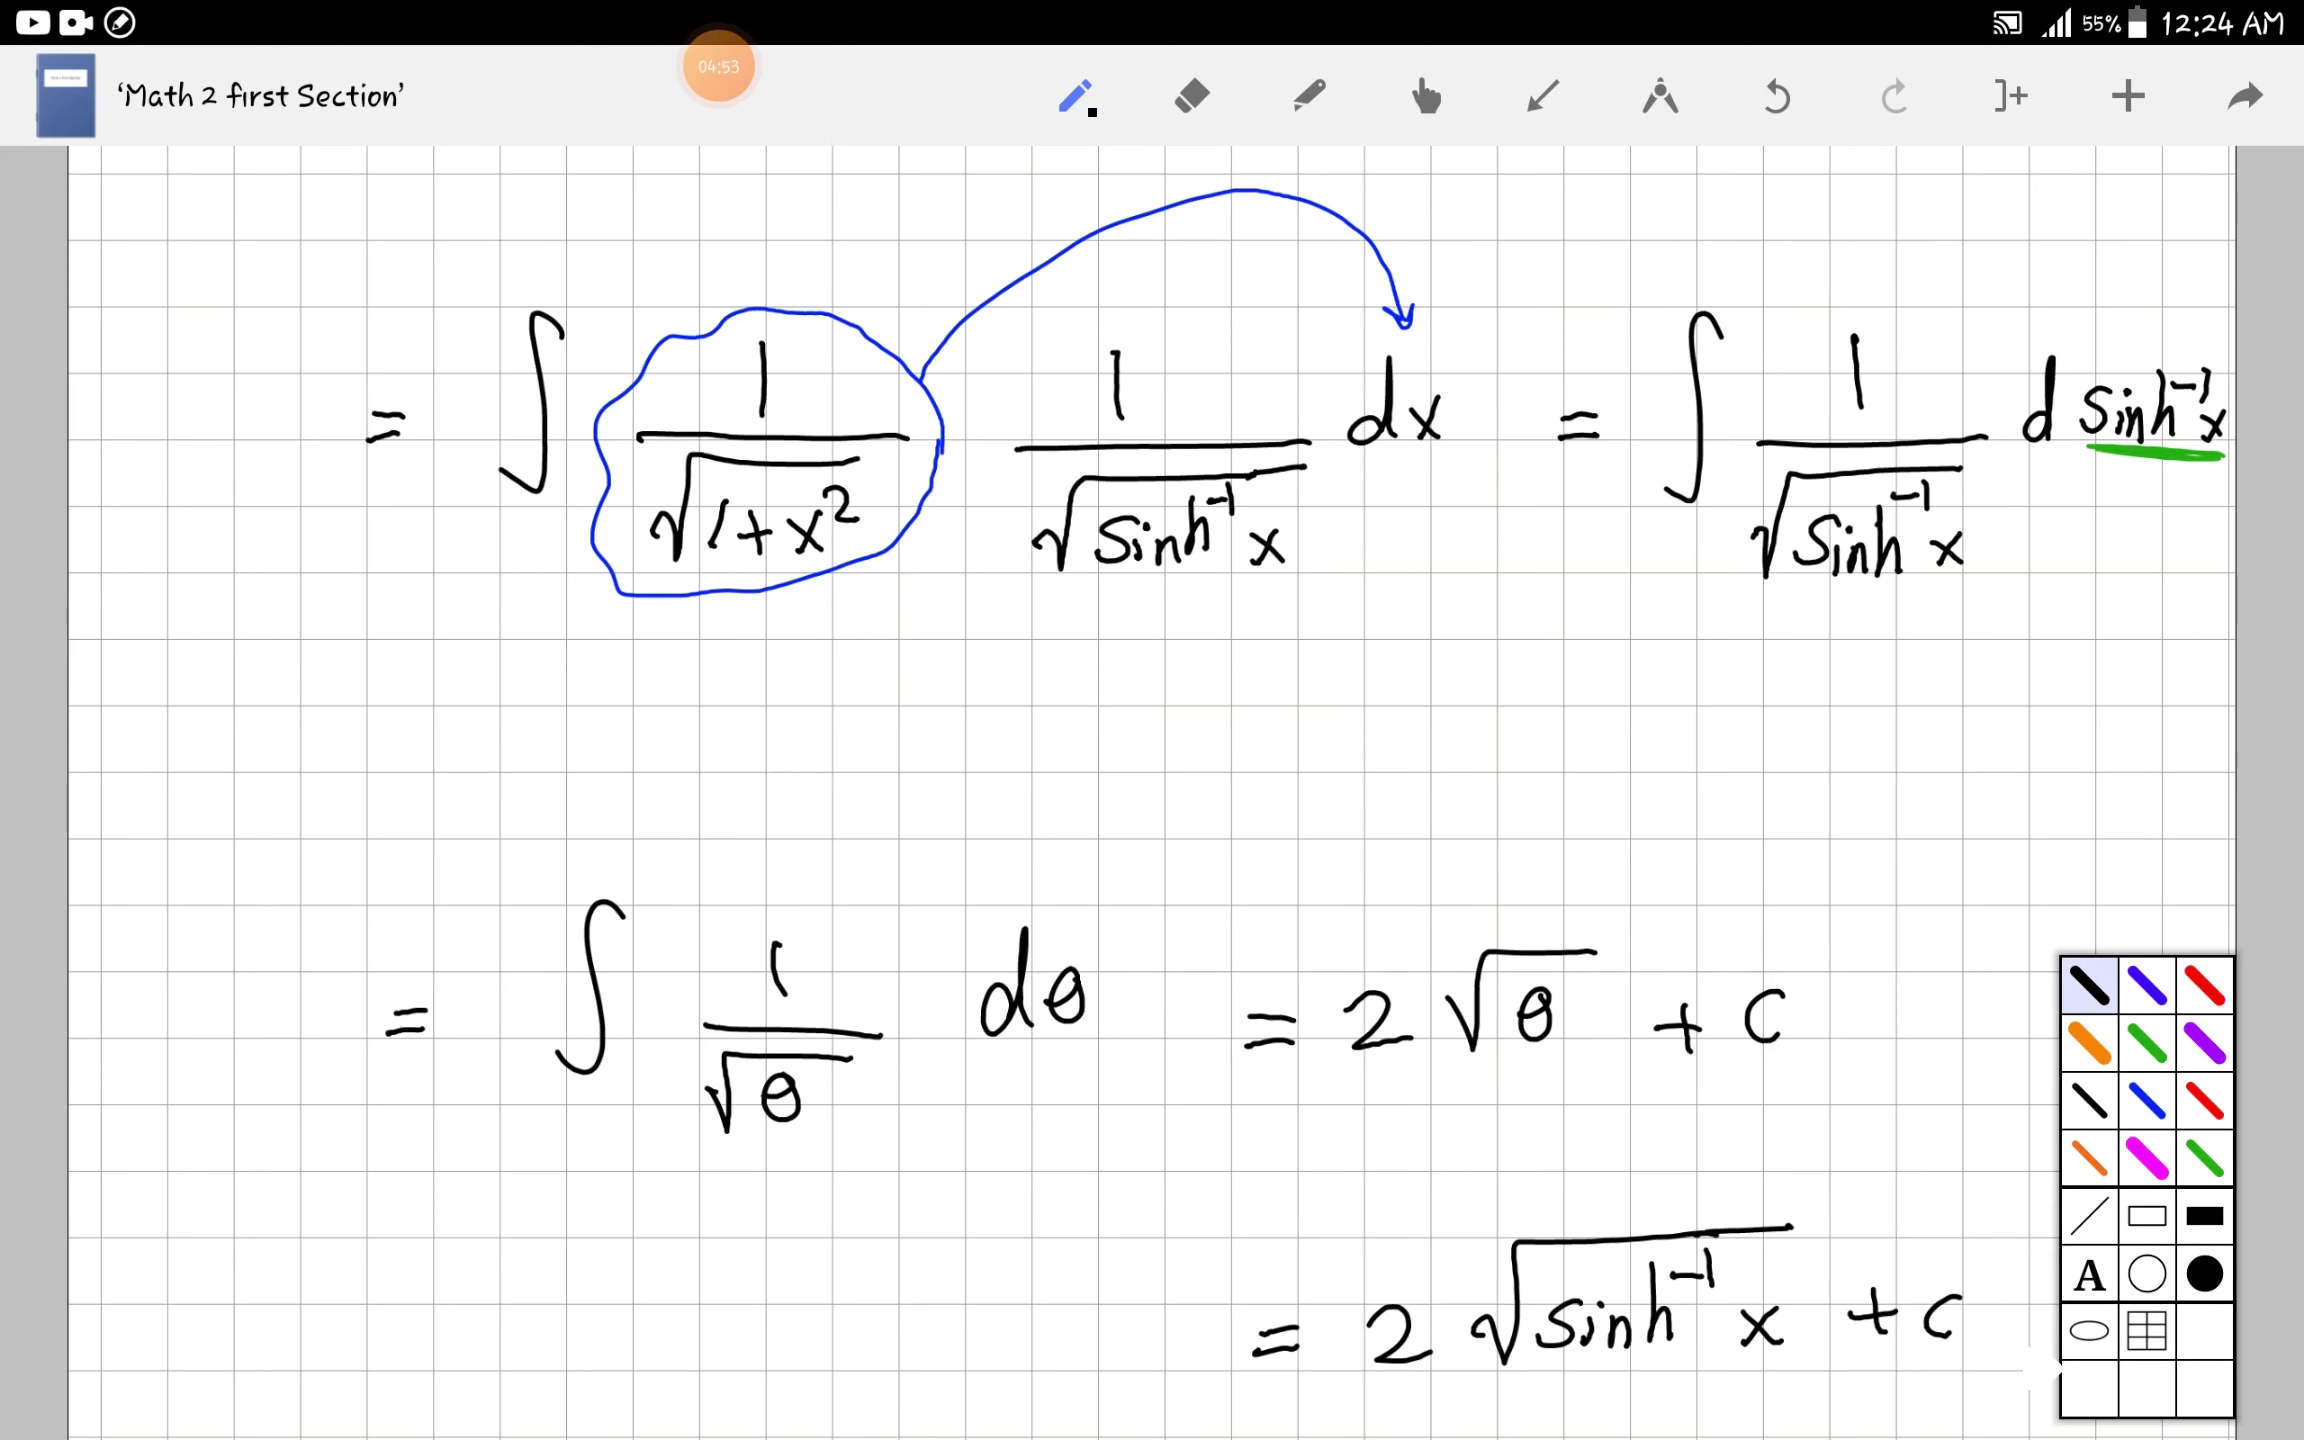 55% 12:24 AM
04:53
‘Math 2 first Section’
= ∫ 1/√(1+x²) 1/√(sinh⁻¹x) dx = ∫ 1/√(sinh⁻¹x) d sinh⁻¹x
= ∫ 1/√θ dθ = 2√θ + c
= 2√(sinh⁻¹x) + c
A